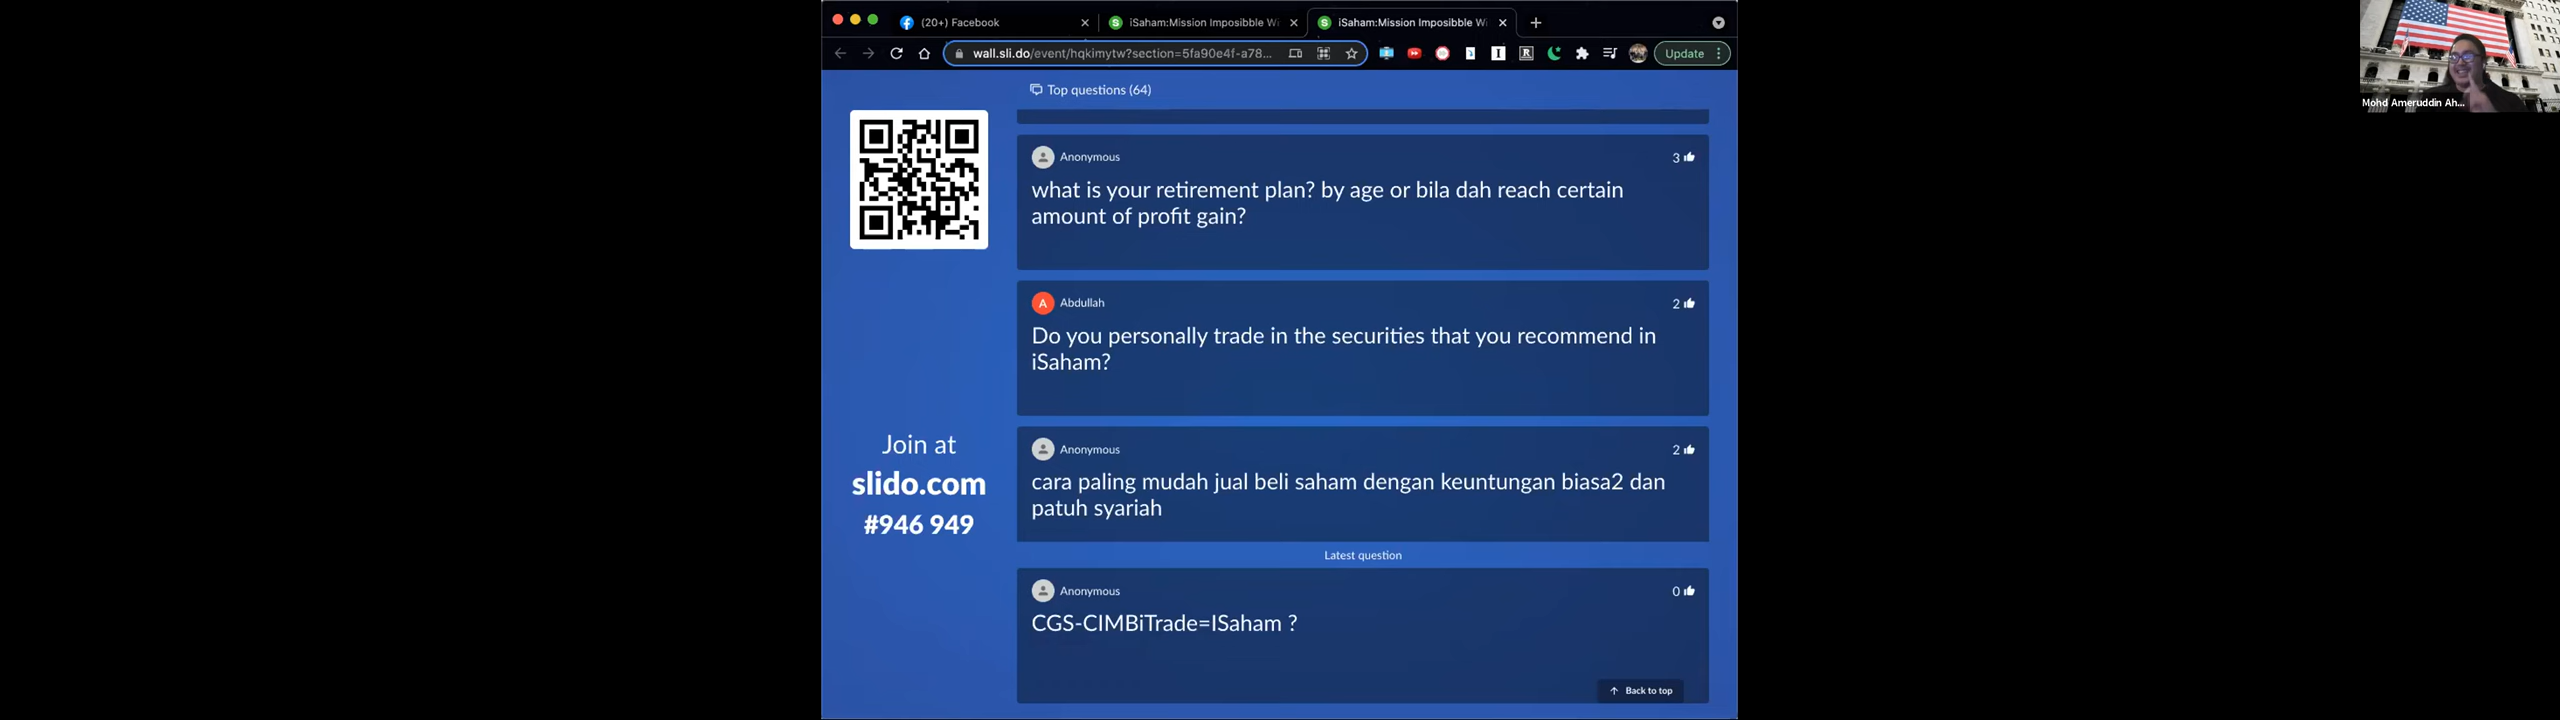 (20+) Facebook
iSaham:Mission Imposibble Wi
iSaham:Mission Imposibble Wi
wall.sli.do/event/hqkimytw?section=5fa90e4f-a78...
Update
Mohd Ameruddin Ah...
Top questions (64)
Anonymous
3
what is your retirement plan? by age or bila dah reach certain
amount of profit gain?
A
Abdullah
2
Do you personally trade in the securities that you recommend in
iSaham?
Join at
slido.com
#946 949
Anonymous
2
cara paling mudah jual beli saham dengan keuntungan biasa2 dan
patuh syariah
Latest question
Anonymous
0
CGS-CIMBiTrade=ISaham ?
Back to top